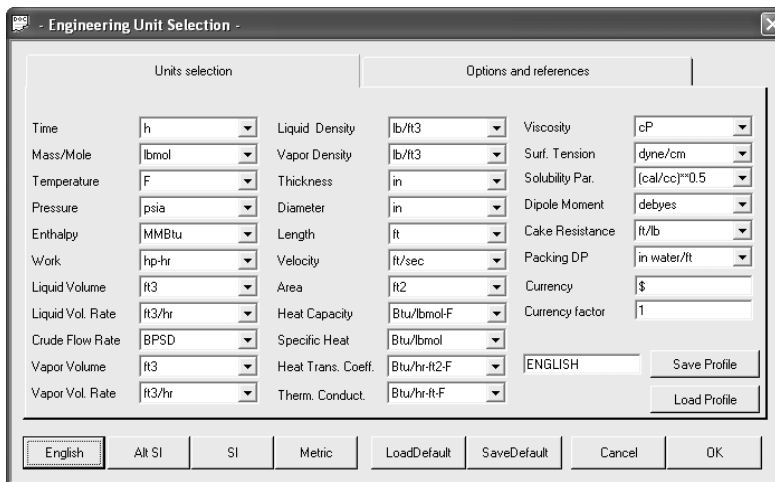 - Engineering Unit Selection -
Units selection Options and references
Time h Liquid Density lb/ft3 Viscosity cP
Mass/Mole lbmol Vapor Density lb/ft3 Surf. Tension dyne/cm
Temperature F Thickness in Solubility Par. (cal/cc)**0.5
Pressure psia Diameter in Dipole Moment debyes
Enthalpy MMBtu Length ft Cake Resistance ft/lb
Work hp-hr Velocity ft/sec Packing DP in water/ft
Liquid Volume ft3 Area ft2 Currency $
Liquid Vol. Rate ft3/hr Heat Capacity Btu/lbmol-F Currency factor 1
Crude Flow Rate BPSD Specific Heat Btu/lbmol
Vapor Volume ft3 Heat Trans. Coeff. Btu/hr-ft2-F ENGLISH Save Profile
Vapor Vol. Rate ft3/hr Therm. Conduct. Btu/hr-ft-F Load Profile
English Alt SI SI Metric LoadDefault SaveDefault Cancel OK